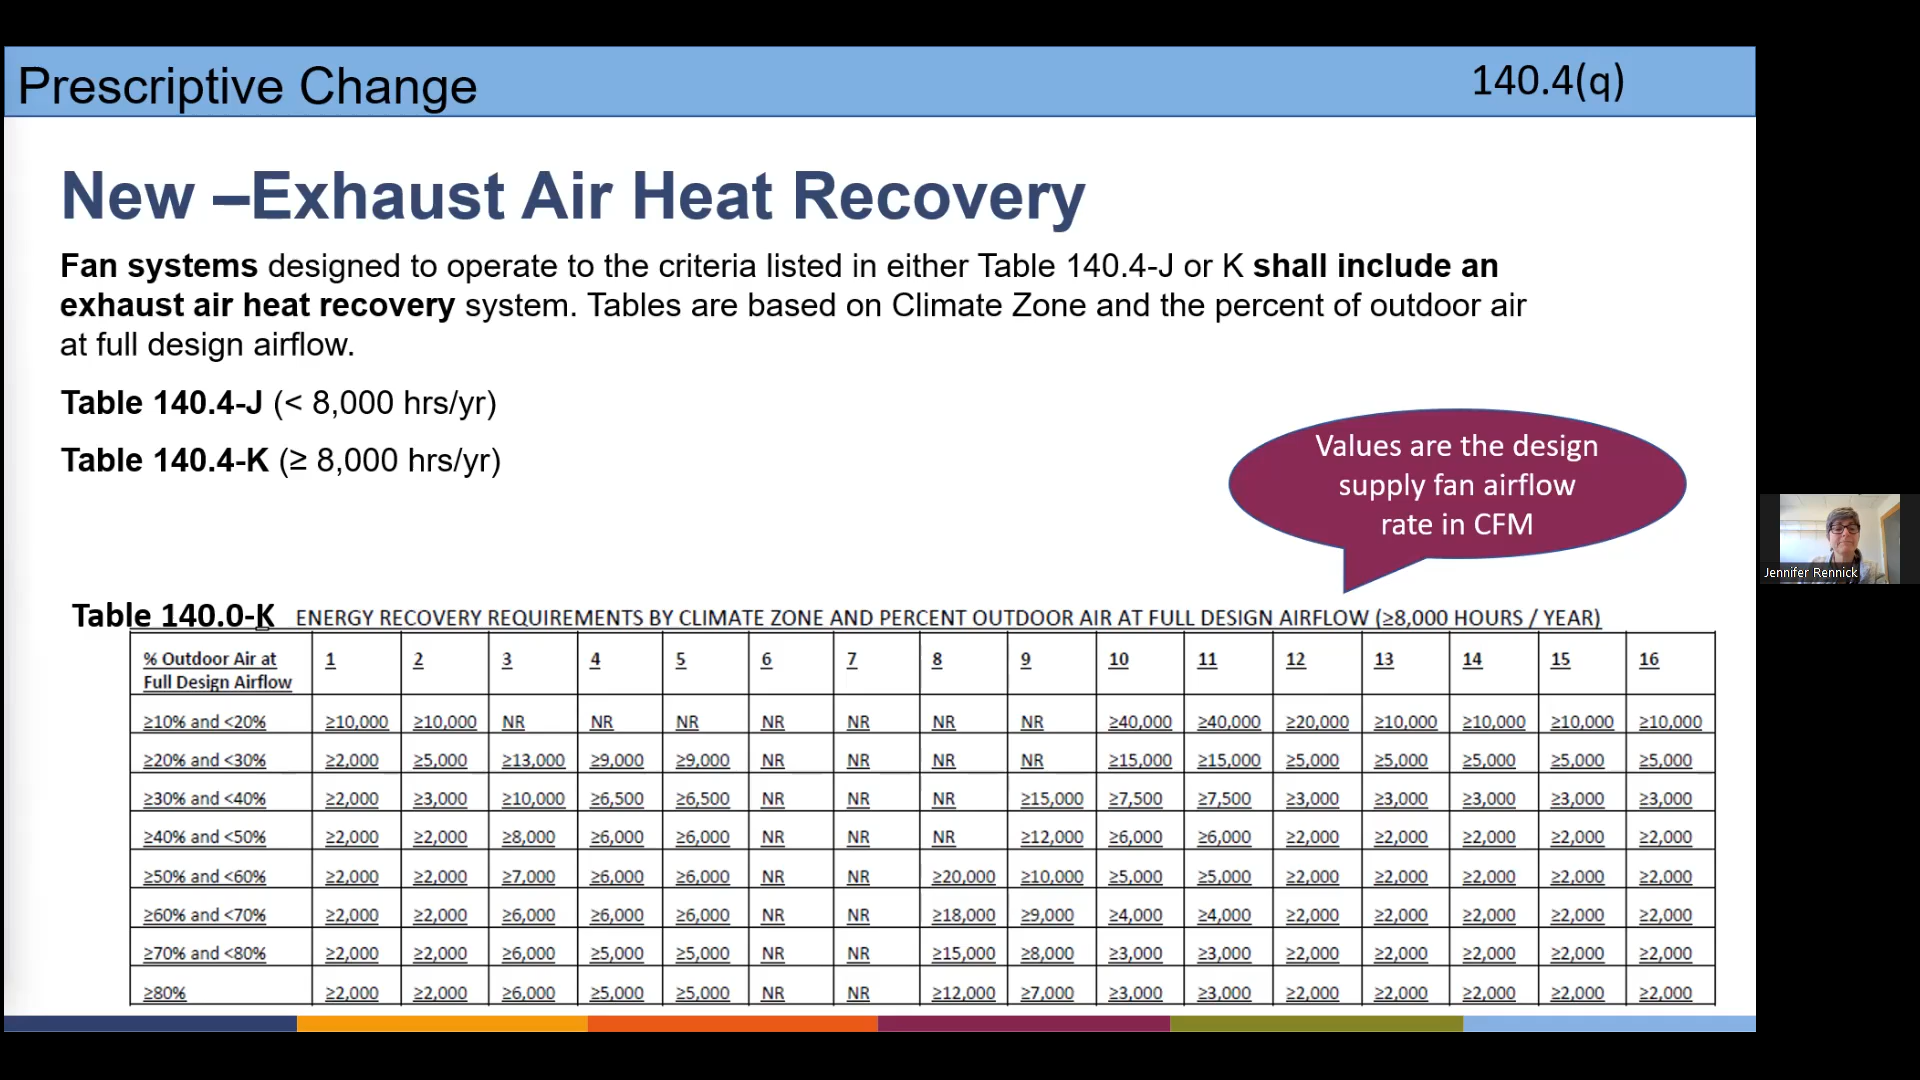 Prescriptive Change 140.4(q)
New –Exhaust Air Heat Recovery
Fan systems designed to operate to the criteria listed in either Table 140.4-J or K shall include an
exhaust air heat recovery system. Tables are based on Climate Zone and the percent of outdoor air
at full design airflow.
Table 140.4-J (< 8,000 hrs/yr)
Table 140.4-K (≥ 8,000 hrs/yr)
Values are the design
supply fan airflow
rate in CFM
Jennifer Rennick
Table 140.0-K ENERGY RECOVERY REQUIREMENTS BY CLIMATE ZONE AND PERCENT OUTDOOR AIR AT FULL DESIGN AIRFLOW (≥8,000 HOURS / YEAR)
% Outdoor Air at
Full Design Airflow 1 2 3 4 5 6 7 8 9 10 11 12 13 14 15 16
≥10% and <20% ≥10,000 ≥10,000 NR NR NR NR NR NR NR ≥40,000 ≥40,000 ≥20,000 ≥10,000 ≥10,000 ≥10,000 ≥10,000
≥20% and <30% ≥2,000 ≥5,000 ≥13,000 ≥9,000 ≥9,000 NR NR NR NR ≥15,000 ≥15,000 ≥5,000 ≥5,000 ≥5,000 ≥5,000 ≥5,000
≥30% and <40% ≥2,000 ≥3,000 ≥10,000 ≥6,500 ≥6,500 NR NR NR ≥15,000 ≥7,500 ≥7,500 ≥3,000 ≥3,000 ≥3,000 ≥3,000 ≥3,000
≥40% and <50% ≥2,000 ≥2,000 ≥8,000 ≥6,000 ≥6,000 NR NR NR ≥12,000 ≥6,000 ≥6,000 ≥2,000 ≥2,000 ≥2,000 ≥2,000 ≥2,000
≥50% and <60% ≥2,000 ≥2,000 ≥7,000 ≥6,000 ≥6,000 NR NR ≥20,000 ≥10,000 ≥5,000 ≥5,000 ≥2,000 ≥2,000 ≥2,000 ≥2,000 ≥2,000
≥60% and <70% ≥2,000 ≥2,000 ≥6,000 ≥6,000 ≥6,000 NR NR ≥18,000 ≥9,000 ≥4,000 ≥4,000 ≥2,000 ≥2,000 ≥2,000 ≥2,000 ≥2,000
≥70% and <80% ≥2,000 ≥2,000 ≥6,000 ≥5,000 ≥5,000 NR NR ≥15,000 ≥8,000 ≥3,000 ≥3,000 ≥2,000 ≥2,000 ≥2,000 ≥2,000 ≥2,000
≥80% ≥2,000 ≥2,000 ≥6,000 ≥5,000 ≥5,000 NR NR ≥12,000 ≥7,000 ≥3,000 ≥3,000 ≥2,000 ≥2,000 ≥2,000 ≥2,000 ≥2,000